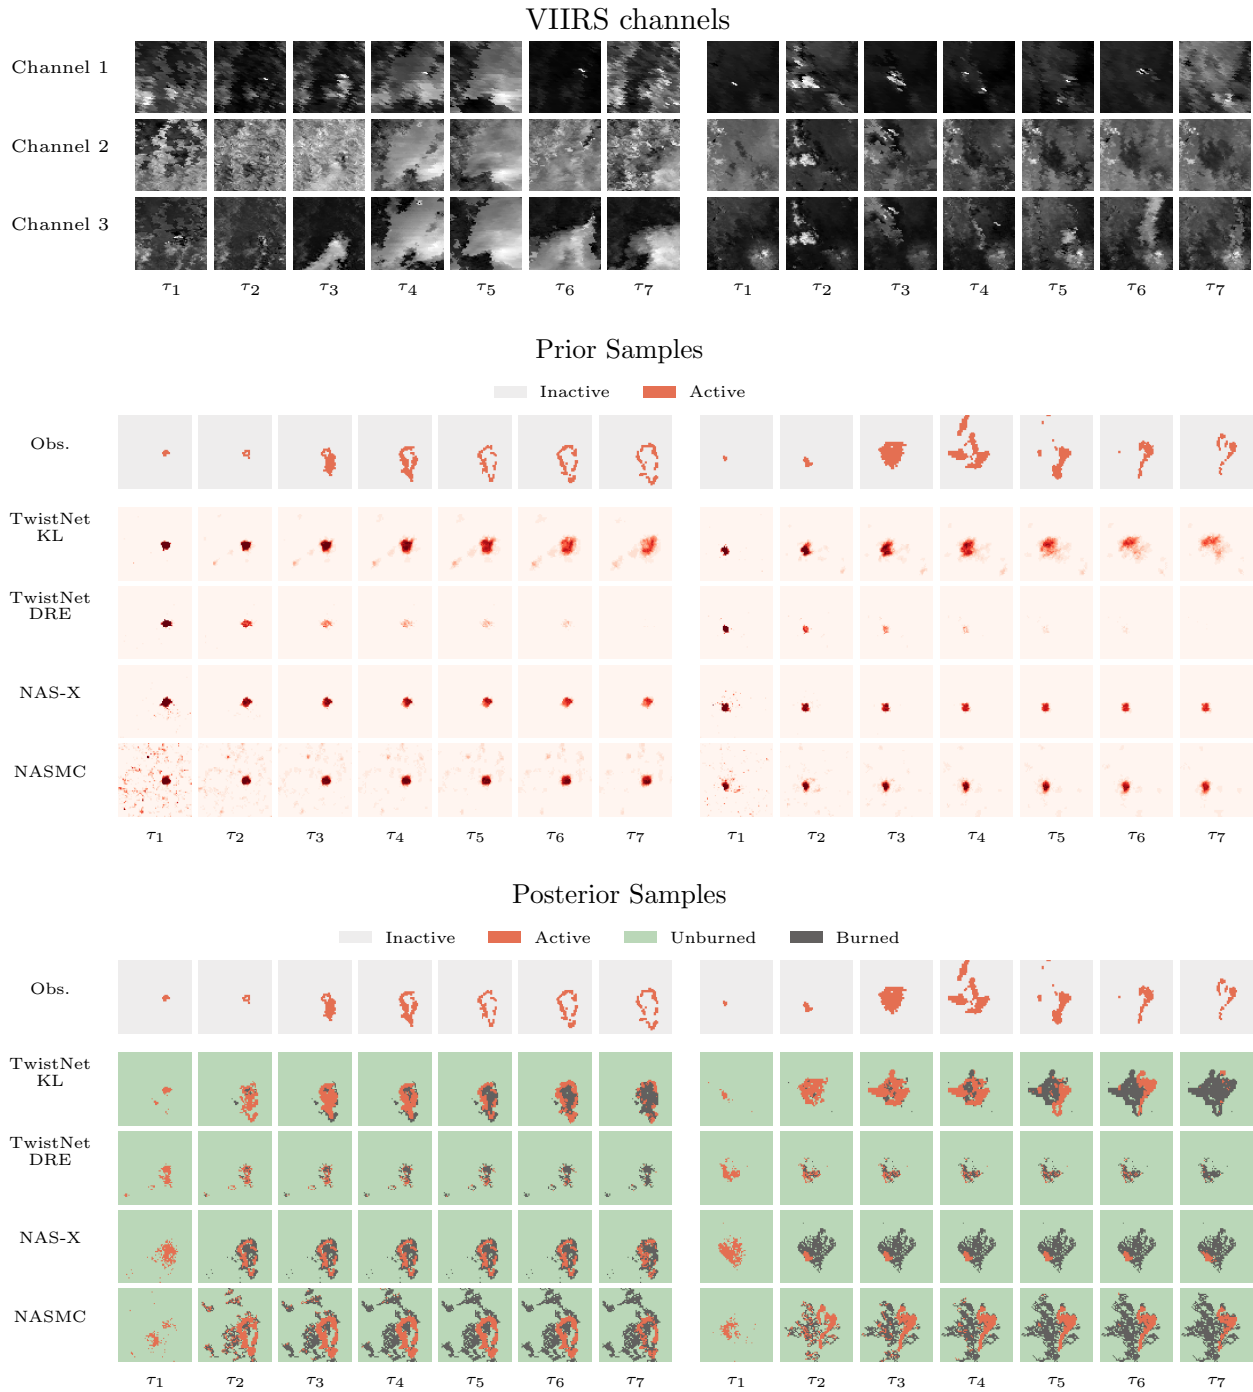 VIIRS channels
Channel 1
Channel 2
Channel 3
τ1 τ2 τ3 τ4 τ5 τ6 τ7 τ1 τ2 τ3 τ4 τ5 τ6 τ7
Prior Samples
Inactive Active
Obs.
TwistNet
KL
TwistNet
DRE
NAS-X
NASMC
τ1 τ2 τ3 τ4 τ5 τ6 τ7 τ1 τ2 τ3 τ4 τ5 τ6 τ7
Posterior Samples
Inactive Active Unburned Burned
Obs.
TwistNet
KL
TwistNet
DRE
NAS-X
NASMC
τ1 τ2 τ3 τ4 τ5 τ6 τ7 τ1 τ2 τ3 τ4 τ5 τ6 τ7